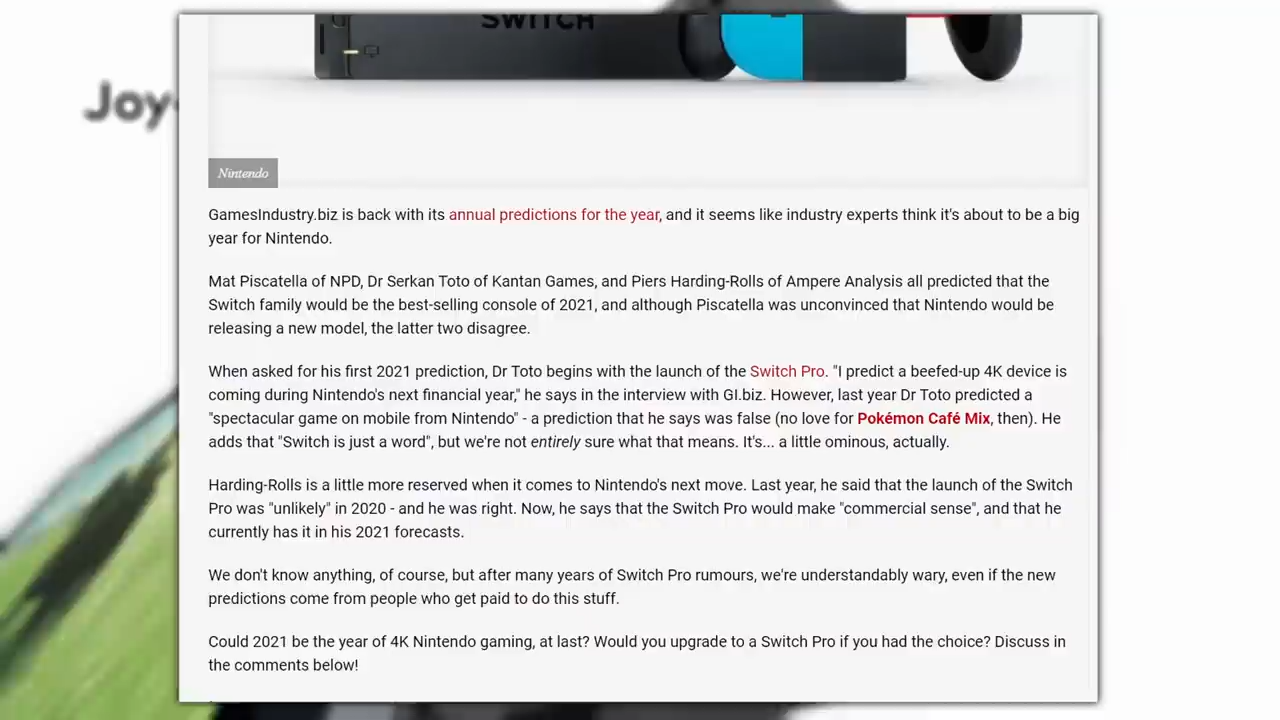 SWITCH
Joy-
Nintendo
GamesIndustry.biz is back with its annual predictions for the year, and it seems like industry experts think it's about to be a big
year for Nintendo.
Mat Piscatella of NPD, Dr Serkan Toto of Kantan Games, and Piers Harding-Rolls of Ampere Analysis all predicted that the
Switch family would be the best-selling console of 2021, and although Piscatella was unconvinced that Nintendo would be
releasing a new model, the latter two disagree.
When asked for his first 2021 prediction, Dr Toto begins with the launch of the Switch Pro. "I predict a beefed-up 4K device is
coming during Nintendo's next financial year," he says in the interview with GI.biz. However, last year Dr Toto predicted a
"spectacular game on mobile from Nintendo" - a prediction that he says was false (no love for Pokémon Café Mix, then). He
adds that "Switch is just a word", but we're not entirely sure what that means. It's... a little ominous, actually.
Harding-Rolls is a little more reserved when it comes to Nintendo's next move. Last year, he said that the launch of the Switch
Pro was "unlikely" in 2020 - and he was right. Now, he says that the Switch Pro would make "commercial sense", and that he
currently has it in his 2021 forecasts.
We don't know anything, of course, but after many years of Switch Pro rumours, we're understandably wary, even if the new
predictions come from people who get paid to do this stuff.
Could 2021 be the year of 4K Nintendo gaming, at last? Would you upgrade to a Switch Pro if you had the choice? Discuss in
the comments below!